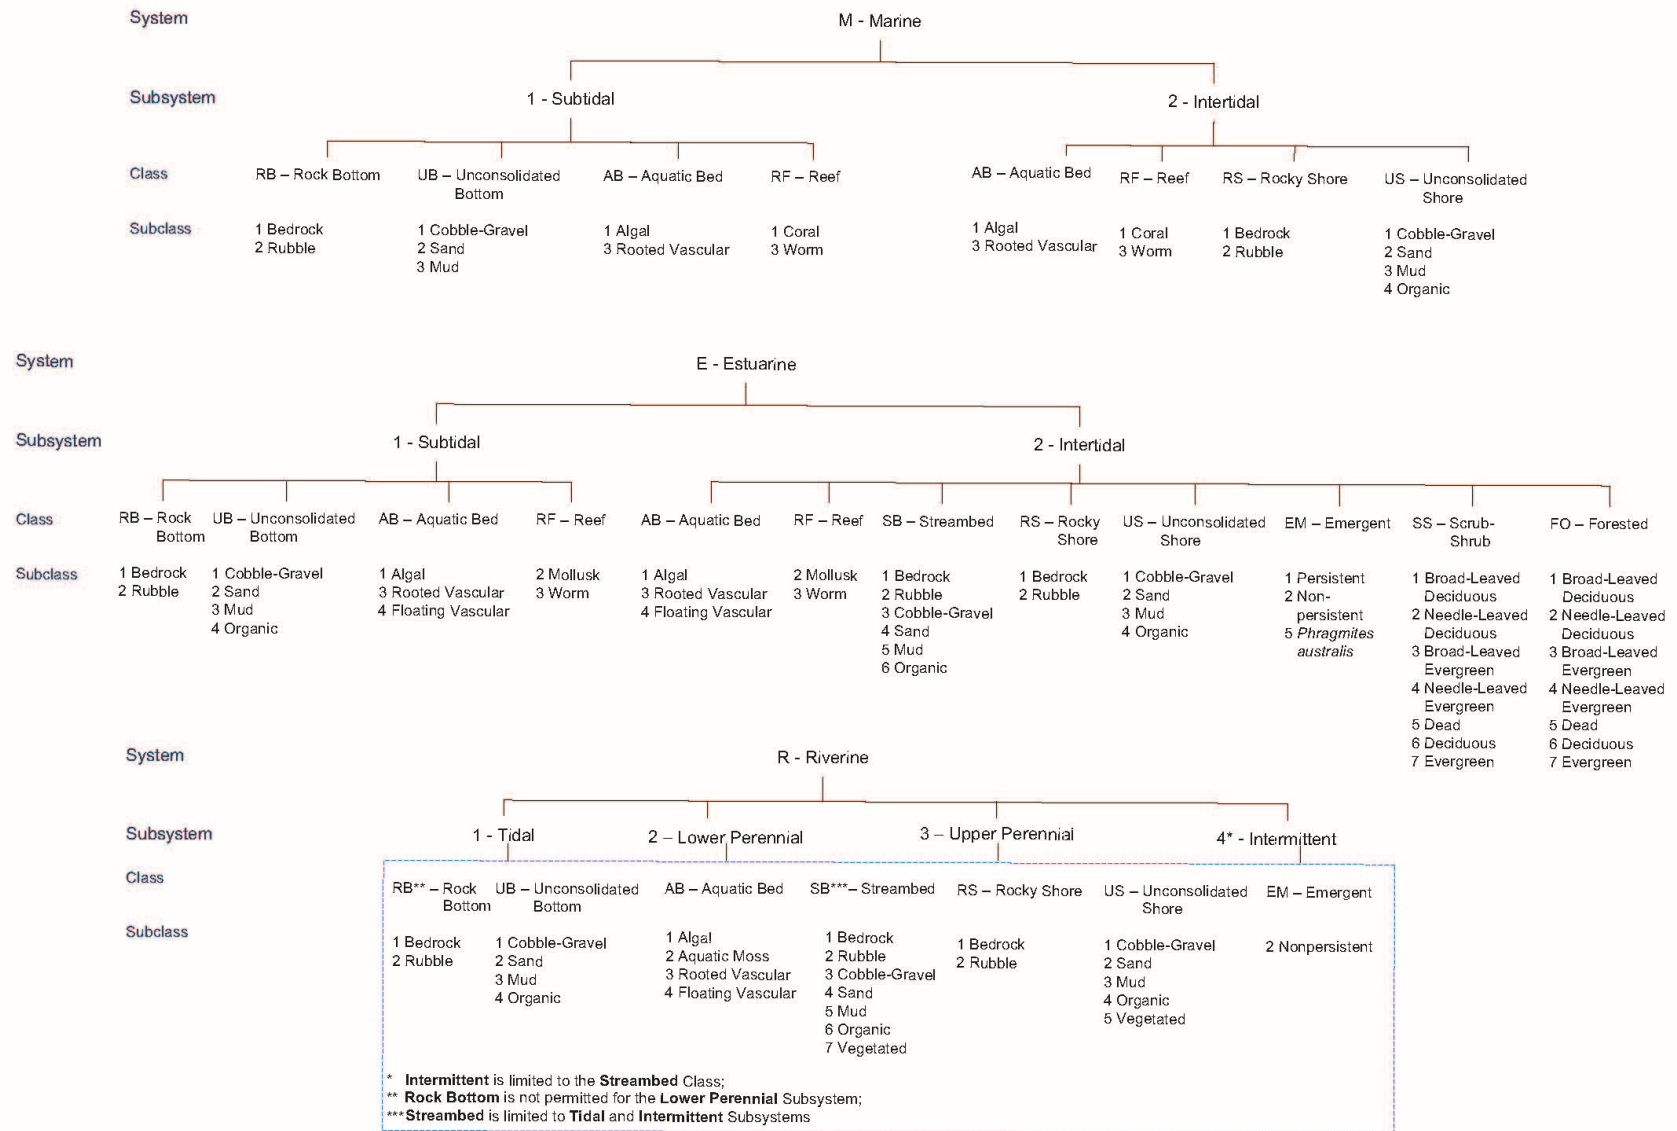 System
M - Marine
Subsystem
1 - Subtidal
2 - Intertidal
Class
RB – Rock Bottom
UB – Unconsolidated
Bottom
AB – Aquatic Bed
RF – Reef
AB – Aquatic Bed
RF – Reef
RS – Rocky Shore
US – Unconsolidated
Shore
Subclass
1 Bedrock
2 Rubble
1 Cobble-Gravel
2 Sand
3 Mud
1 Algal
3 Rooted Vascular
1 Coral
3 Worm
1 Algal
3 Rooted Vascular
1 Coral
3 Worm
1 Bedrock
2 Rubble
1 Cobble-Gravel
2 Sand
3 Mud
4 Organic
System
E - Estuarine
Subsystem
1 - Subtidal
2 - Intertidal
Class
RB – Rock
Bottom
UB – Unconsolidated
Bottom
AB – Aquatic Bed
RF – Reef
AB – Aquatic Bed
RF – Reef
SB – Streambed
RS – Rocky
Shore
US – Unconsolidated
Shore
EM – Emergent
SS – Scrub-
Shrub
FO – Forested
Subclass
1 Bedrock
2 Rubble
1 Cobble-Gravel
2 Sand
3 Mud
4 Organic
1 Algal
3 Rooted Vascular
4 Floating Vascular
2 Mollusk
3 Worm
1 Algal
3 Rooted Vascular
4 Floating Vascular
2 Mollusk
3 Worm
1 Bedrock
2 Rubble
3 Cobble-Gravel
4 Sand
5 Mud
6 Organic
1 Bedrock
2 Rubble
1 Cobble-Gravel
2 Sand
3 Mud
4 Organic
1 Persistent
2 Non-
persistent
5 Phragmites
australis
1 Broad-Leaved
Deciduous
2 Needle-Leaved
Deciduous
3 Broad-Leaved
Evergreen
4 Needle-Leaved
Evergreen
5 Dead
6 Deciduous
7 Evergreen
1 Broad-Leaved
Deciduous
2 Needle-Leaved
Deciduous
3 Broad-Leaved
Evergreen
4 Needle-Leaved
Evergreen
5 Dead
6 Deciduous
7 Evergreen
System
R - Riverine
Subsystem
1 - Tidal
2 – Lower Perennial
3 – Upper Perennial
4* - Intermittent
Class
RB** – Rock
Bottom
UB – Unconsolidated
Bottom
AB – Aquatic Bed
SB***– Streambed
RS – Rocky Shore
US – Unconsolidated
Shore
EM – Emergent
Subclass
1 Bedrock
2 Rubble
1 Cobble-Gravel
2 Sand
3 Mud
4 Organic
1 Algal
2 Aquatic Moss
3 Rooted Vascular
4 Floating Vascular
1 Bedrock
2 Rubble
3 Cobble-Gravel
4 Sand
5 Mud
6 Organic
7 Vegetated
1 Bedrock
2 Rubble
1 Cobble-Gravel
2 Sand
3 Mud
4 Organic
5 Vegetated
2 Nonpersistent
* Intermittent is limited to the Streambed Class;
** Rock Bottom is not permitted for the Lower Perennial Subsystem;
***Streambed is limited to Tidal and Intermittent Subsystems